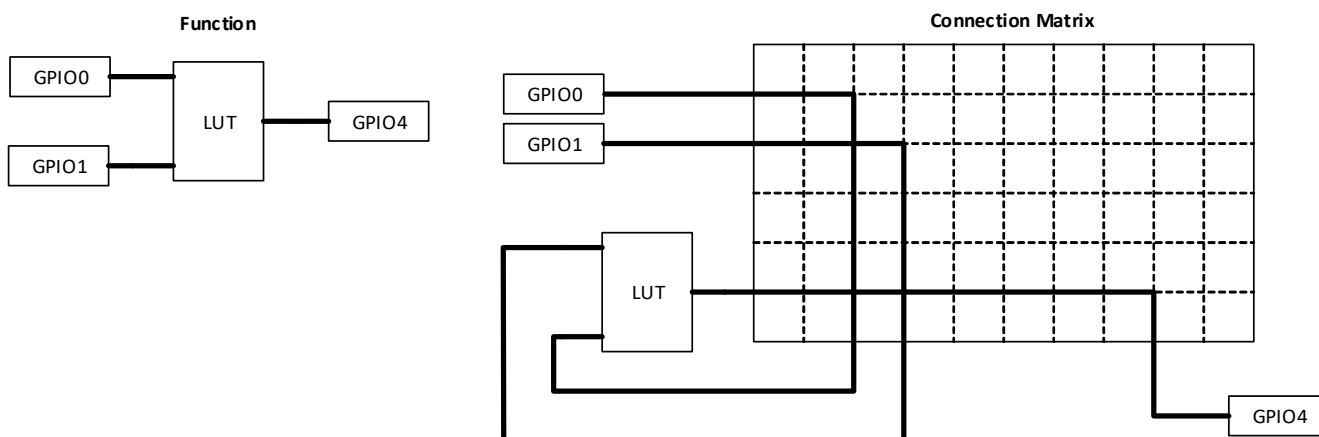 Function
GPIO0
GPIO1
LUT
GPIO4
Connection Matrix
GPIO0
GPIO1
LUT
GPIO4